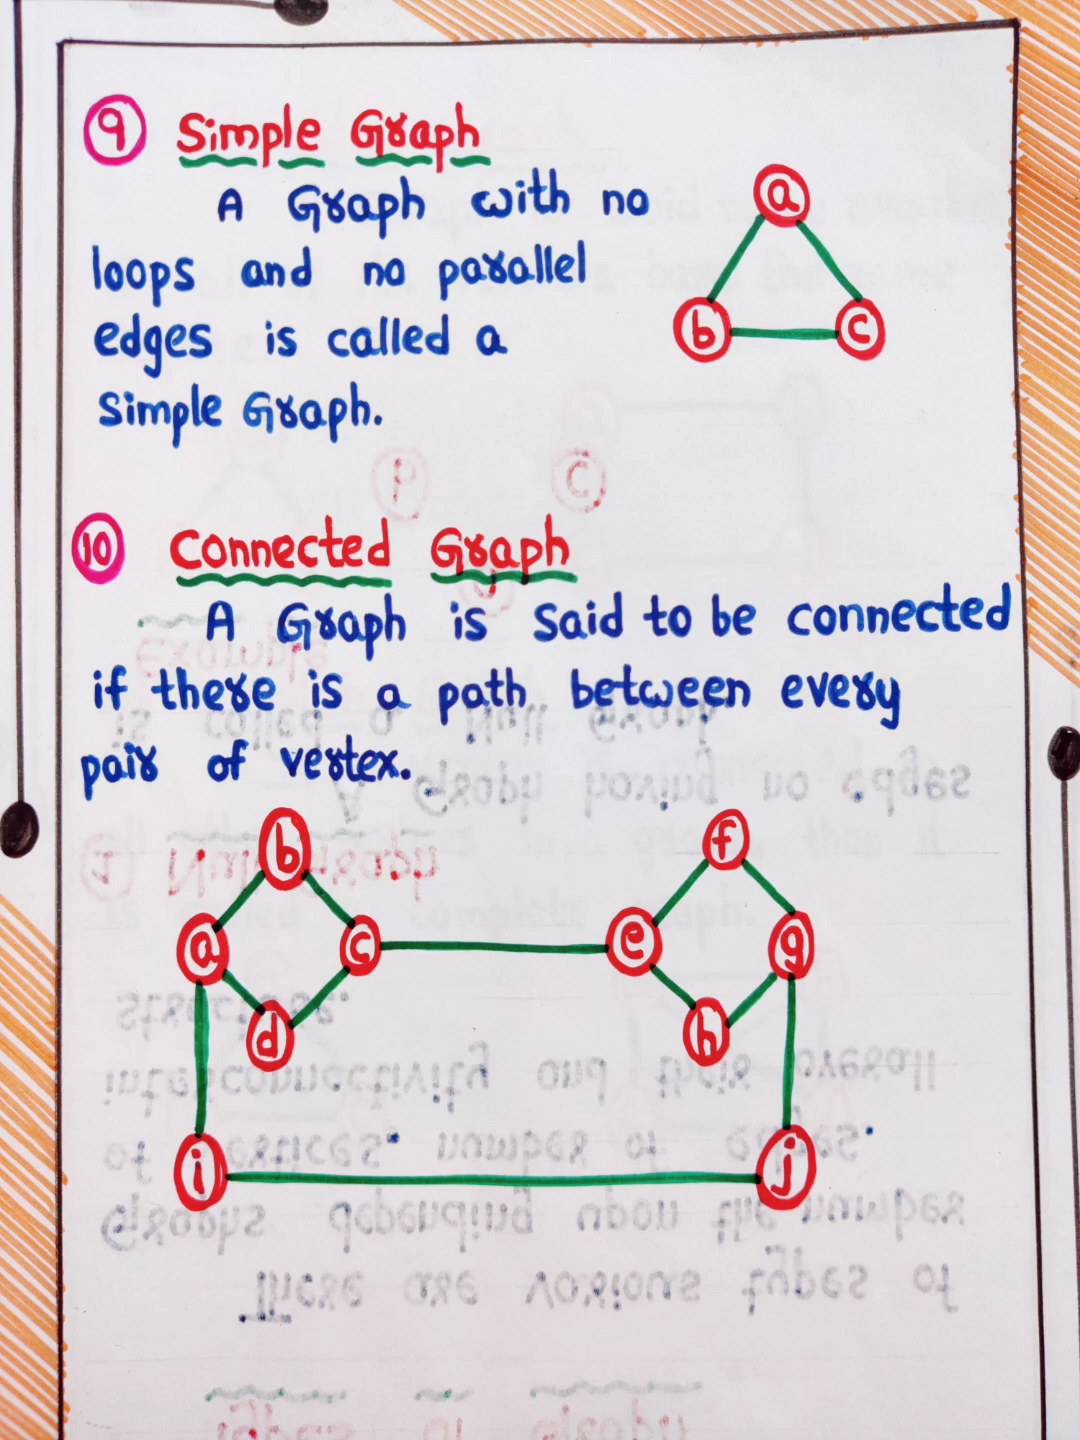 9 Simple Graph
A Graph with no
loops and no parallel
edges is called a
simple Graph.
a
b c
10 Connected Graph
A Graph is said to be connected
if there is a path between every
pair of vertex.
b f
a c e g
d h
i j